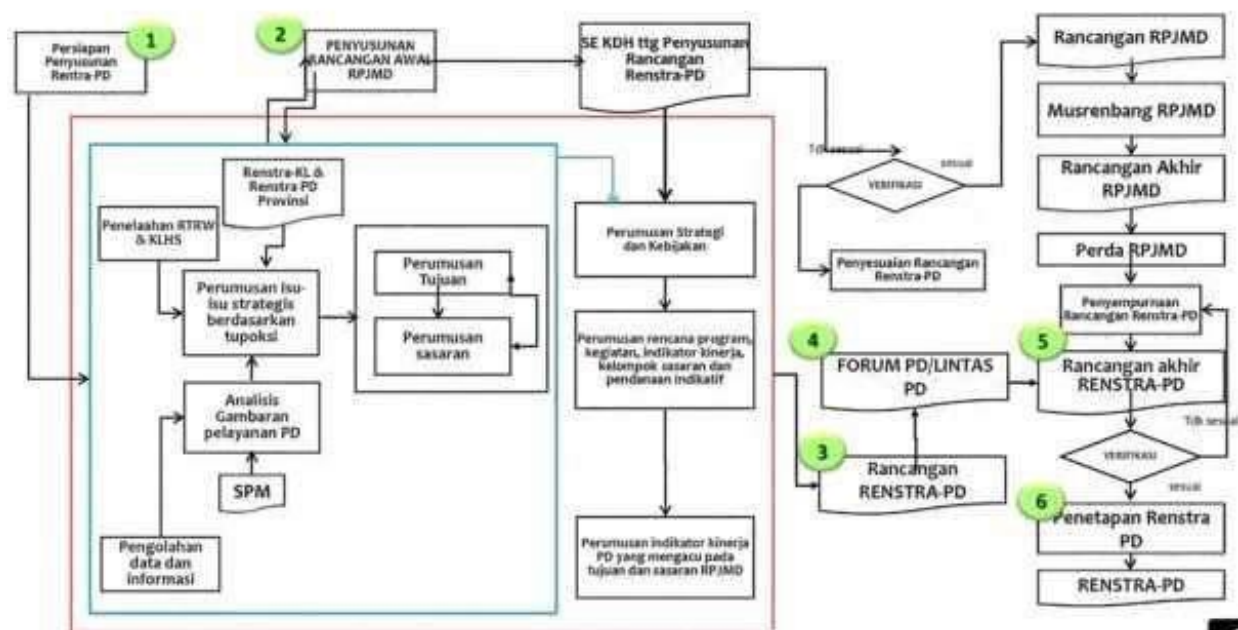 1
Persiapan
Penyusunan
Rentra-PD
2
PENYUSUNAN
RANCANGAN AWAL
RPJMD
SE KDH ttg Penyusunan
Rancangan
Renstra-PD
Rancangan RPJMD
Musrenbang RPJMD
Rancangan Akhir
RPJMD
Perda RPJMD
Tdk sesuai
sesuai
VERIFIKASI
Penyesuaian Rancangan
Renstra-PD
Renstra-KL &
Renstra PD
Provinsi
Penelaahan RTRW
& KLHS
Perumusan Isu-
isu strategis
berdasarkan
tupoksi
Perumusan
Tujuan
Perumusan
sasaran
Analisis
Gambaran
pelayanan PD
SPM
Pengolahan
data dan
informasi
Perumusan Strategi
dan Kebijakan
Perumusan rencana program,
kegiatan, indikator kinerja,
kelompok sasaran dan
pendanaan indikatif
Perumusan indikator kinerja
PD yang mengacu pada
tujuan dan sasaran RPJMD
3
Rancangan
RENSTRA-PD
4
FORUM PD/LINTAS
PD
Penyempurnaan
Rancangan Renstra-PD
5
Rancangan akhir
RENSTRA-PD
Tdk sesuai
VERIFIKASI
sesuai
6
Penetapan Renstra
PD
RENSTRA-PD